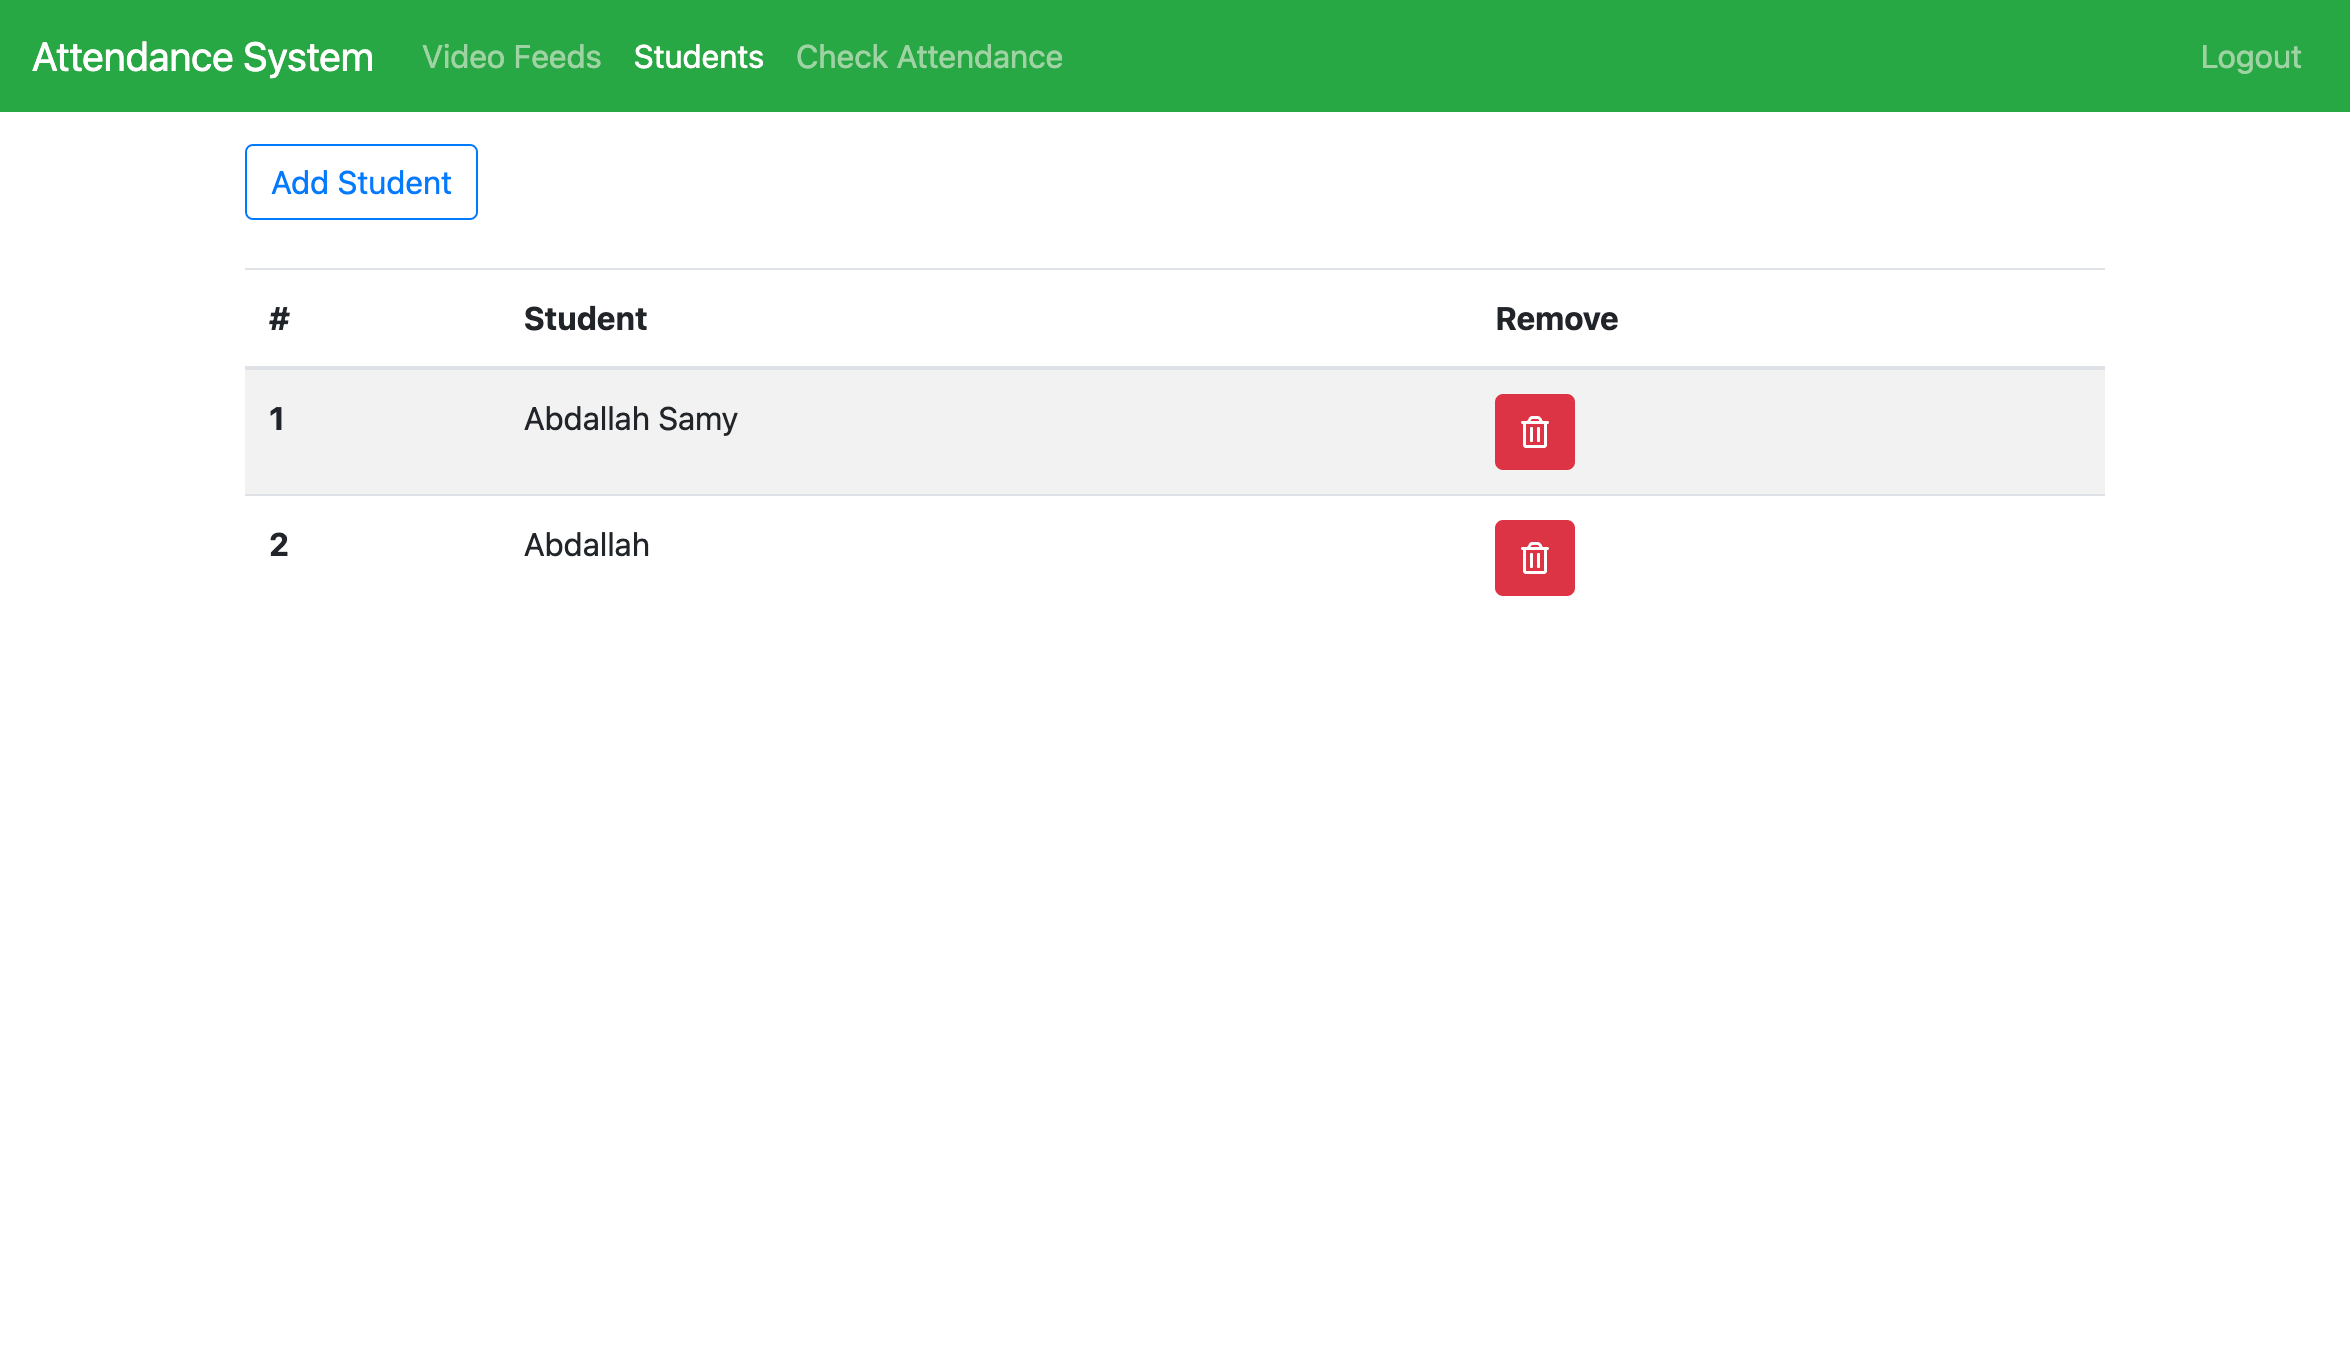 Attendance System Video Feeds Students Check Attendance Logout
Add Student
# Student Remove
1 Abdallah Samy
2 Abdallah